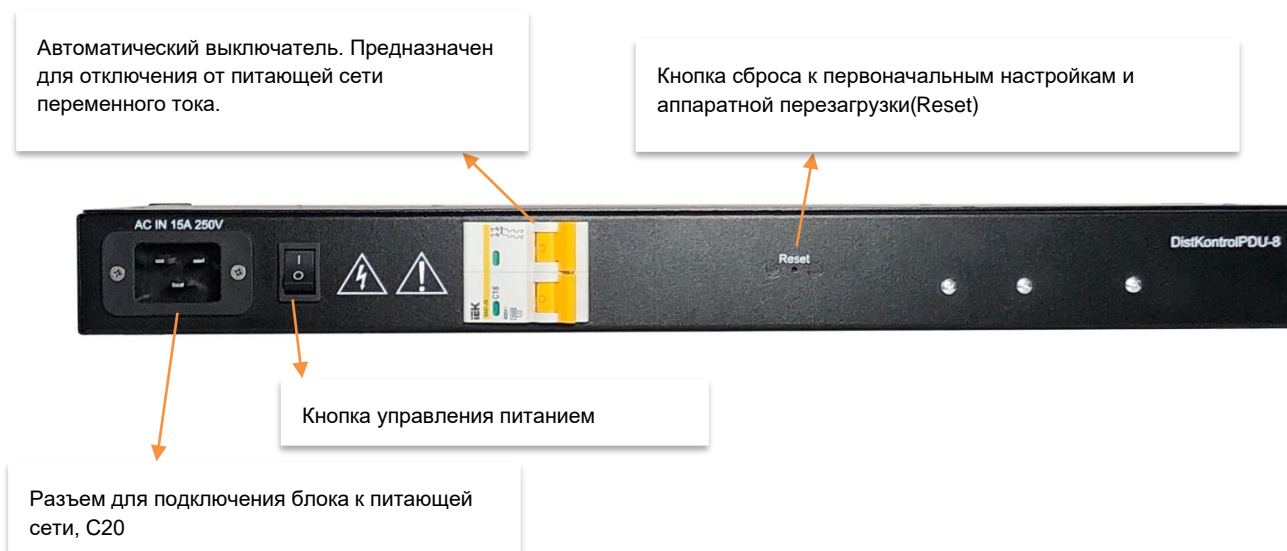 Автоматический выключатель. Предназначен
для отключения от питающей сети
переменного тока.
Кнопка сброса к первоначальным настройкам и
аппаратной перезагрузки(Reset)
AC IN 15A 250V
I
O
IEK
C16
Reset
DistKontrolPDU-8
Кнопка управления питанием
Разъем для подключения блока к питающей
сети, C20